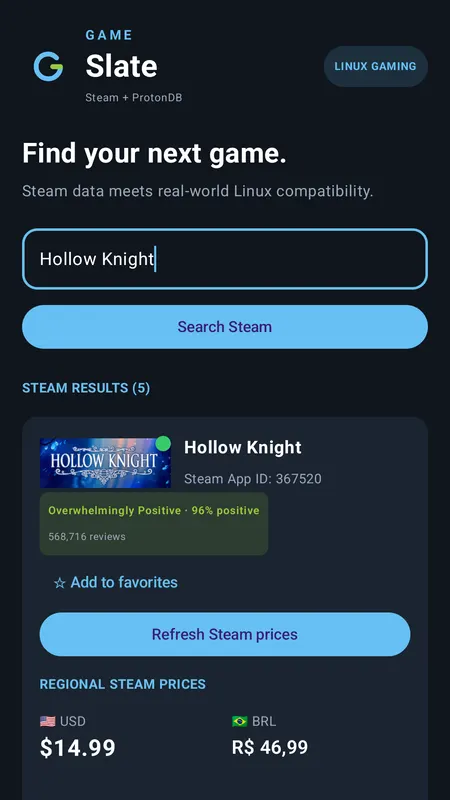 GAME
Slate
Steam + ProtonDB
LINUX GAMING
Find your next game.
Steam data meets real-world Linux compatibility.
Hollow Knight
Search Steam
STEAM RESULTS (5)
HOLLOW KNIGHT
Hollow Knight
Steam App ID: 367520
Overwhelmingly Positive · 96% positive
568,716 reviews
☆ Add to favorites
Refresh Steam prices
REGIONAL STEAM PRICES
🇺🇸 USD
$14.99
🇧🇷 BRL
R$ 46,99